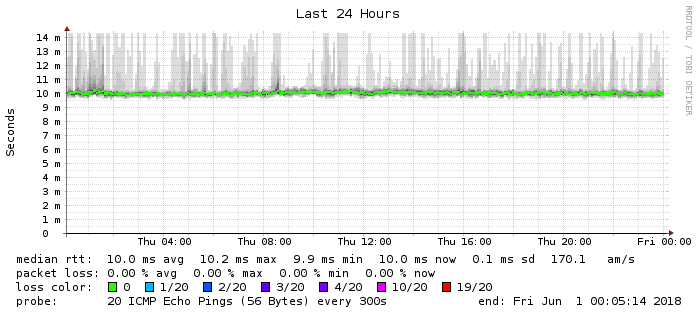 Last 24 Hours
RRDTOOL / TOBI OETIKER
Seconds
14 m
13 m
12 m
11 m
10 m
9 m
8 m
7 m
6 m
5 m
4 m
3 m
2 m
1 m
0
Thu 04:00 Thu 08:00 Thu 12:00 Thu 16:00 Thu 20:00 Fri 00:00
median rtt: 10.0 ms avg 10.2 ms max 9.9 ms min 10.0 ms now 0.1 ms sd 170.1 am/s
packet loss: 0.00 % avg 0.00 % max 0.00 % min 0.00 % now
loss color: 0 1/20 2/20 3/20 4/20 10/20 19/20
probe: 20 ICMP Echo Pings (56 Bytes) every 300s end: Fri Jun 1 00:05:14 2018